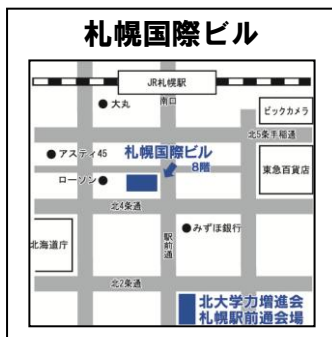 札幌国際ビル
JR札幌駅
南口
大丸
ビックカメラ
北5条手稲通
アスティ45
札幌国際ビル
8階
ローソン
東急百貨店
北4条通
みずほ銀行
駅前通
北海道庁
北2条通
北大学力増進会
札幌駅前通会場